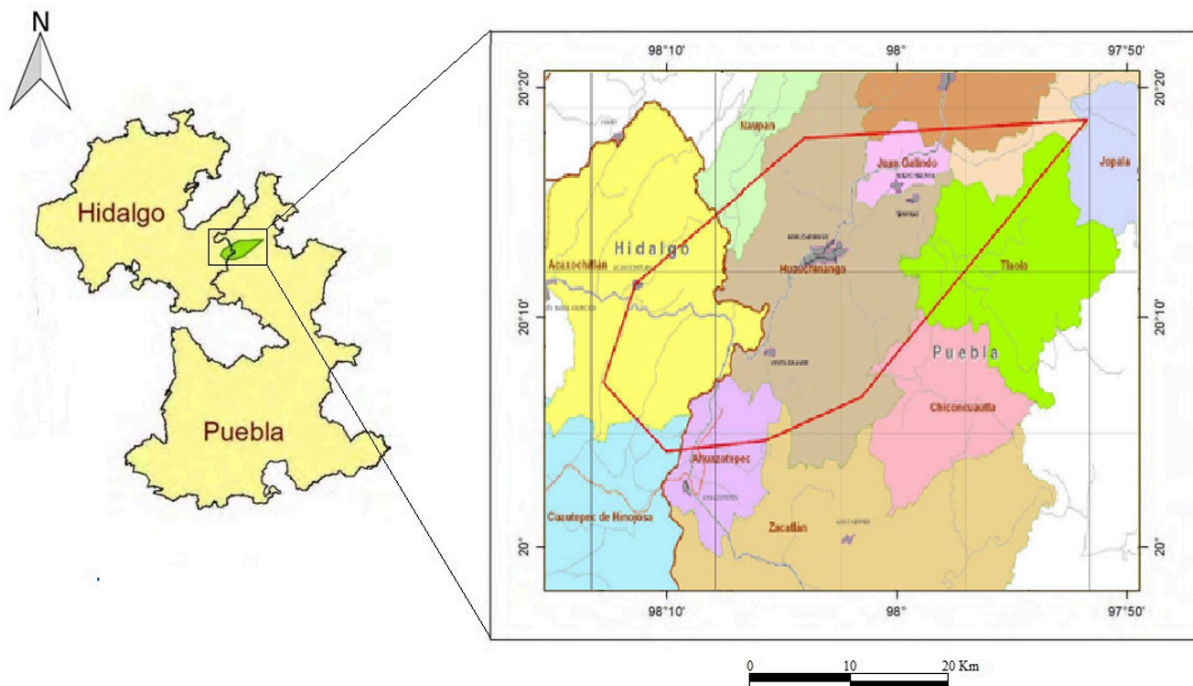 N
Hidalgo
Puebla
98°10'
98°
97°50'
20°20'
20°10'
20°
Naupan
Juan Galindo
Jopala
Hidalgo
Acaxochitlán
Huauchinango
Tlaola
Puebla
Chiconcuautla
Ahuazotepec
Cuautepec de Hinojosa
Zacatlán
20°20'
20°10'
20°
98°10'
98°
97°50'
0 10 20 Km